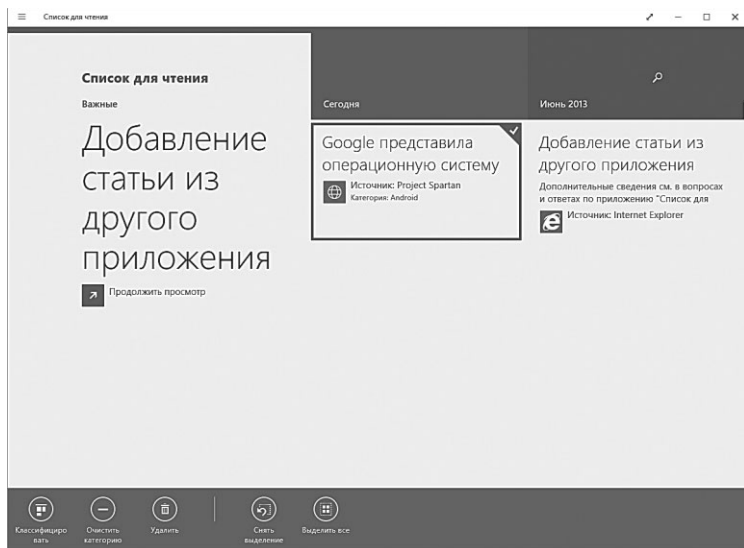 Список для чтения
Список для чтения
Важные
Добавление
статьи из
другого
приложения
Продолжить просмотр
Сегодня
Google представила
операционную систему
Источник: Project Spartan
Категория: Android
Июнь 2013
Добавление статьи из
другого приложения
Дополнительные сведения см. в вопросах
и ответах по приложению "Список для
Источник: Internet Explorer
Классифициро
вать
Очистить
категорию
Удалить
Снять
выделение
Выделить все